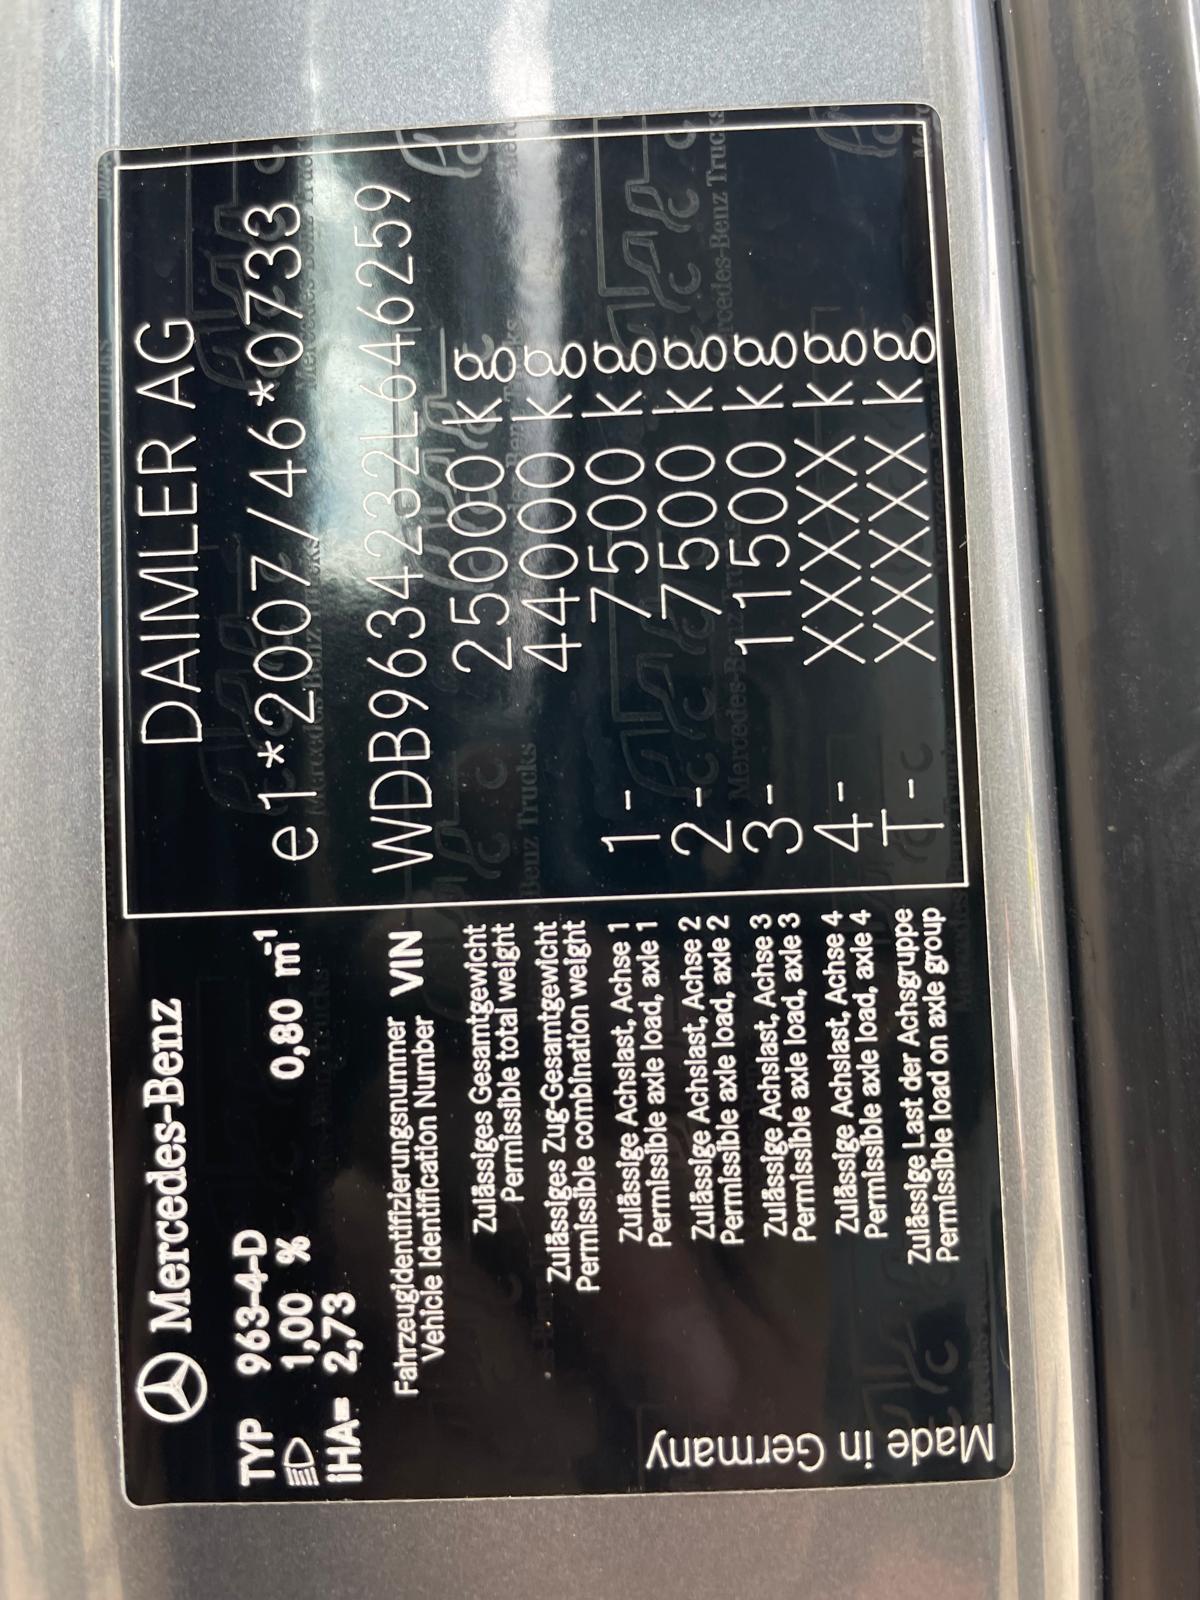 Mercedes-Benz DAIMLER AG
TYP 963-4-D
1,00 % 0,80 m-1 e1*2007/46*0733
iHA= 2,73
Fahrzeugidentifizierungsnummer
Vehicle Identification Number VIN WDB9634232L646259
Zulässiges Gesamtgewicht
Permissible total weight 25000 kg
Zulässiges Zug-Gesamtgewicht
Permissible combination weight 44000 kg
Zulässige Achslast, Achse 1
Permissible axle load, axle 1 1- 7500 kg
Zulässige Achslast, Achse 2
Permissible axle load, axle 2 2- 7500 kg
Zulässige Achslast, Achse 3
Permissible axle load, axle 3 3- 11500 kg
Zulässige Achslast, Achse 4
Permissible axle load, axle 4 4- XXXXX kg
Zulässige Last der Achsgruppe
Permissible load on axle group T- XXXXX kg
Made in Germany
Mercedes-Benz Trucks